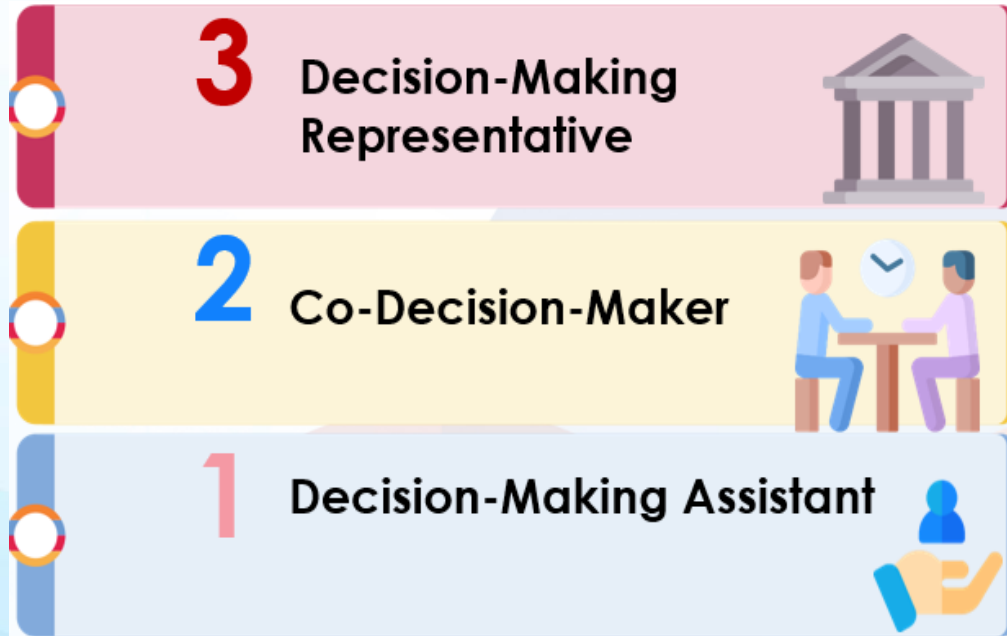 3
Decision-Making
Representative
2
Co-Decision-Maker
1
Decision-Making Assistant